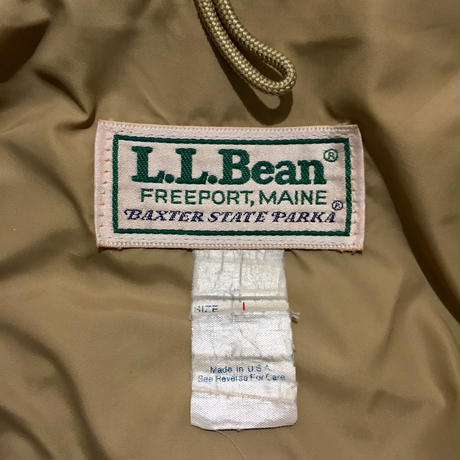 L.L.Bean®
FREEPORT, MAINE
BAXTER STATE PARKA®
SIZE
Made in U.S.A.
See Reverse For Care